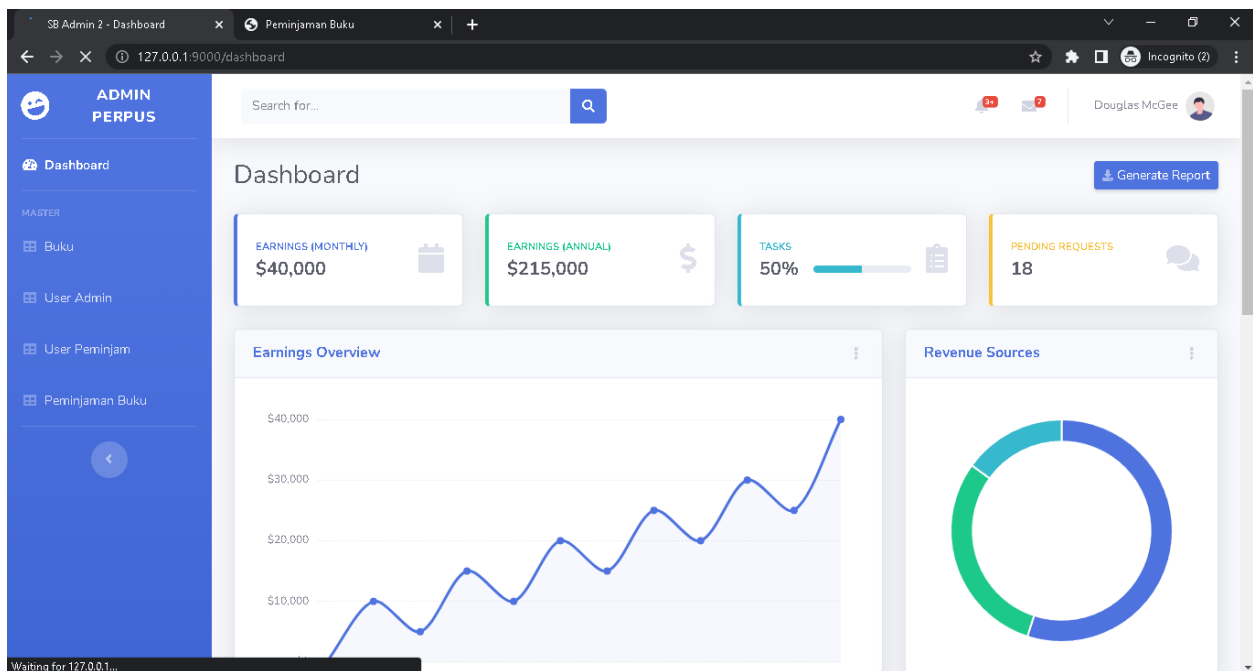 SB Admin 2 - Dashboard
Peminjaman Buku
127.0.0.1:9000/dashboard
Incognito (2)
ADMIN
PERPUS
Search for...
3+
7
Douglas McGee
Dashboard
MASTER
Buku
User Admin
User Peminjam
Peminjaman Buku
Dashboard
Generate Report
EARNINGS (MONTHLY)
$40,000
EARNINGS (ANNUAL)
$215,000
TASKS
50%
PENDING REQUESTS
18
Earnings Overview
$40,000
$30,000
$20,000
$10,000
Revenue Sources
Waiting for 127.0.0.1...